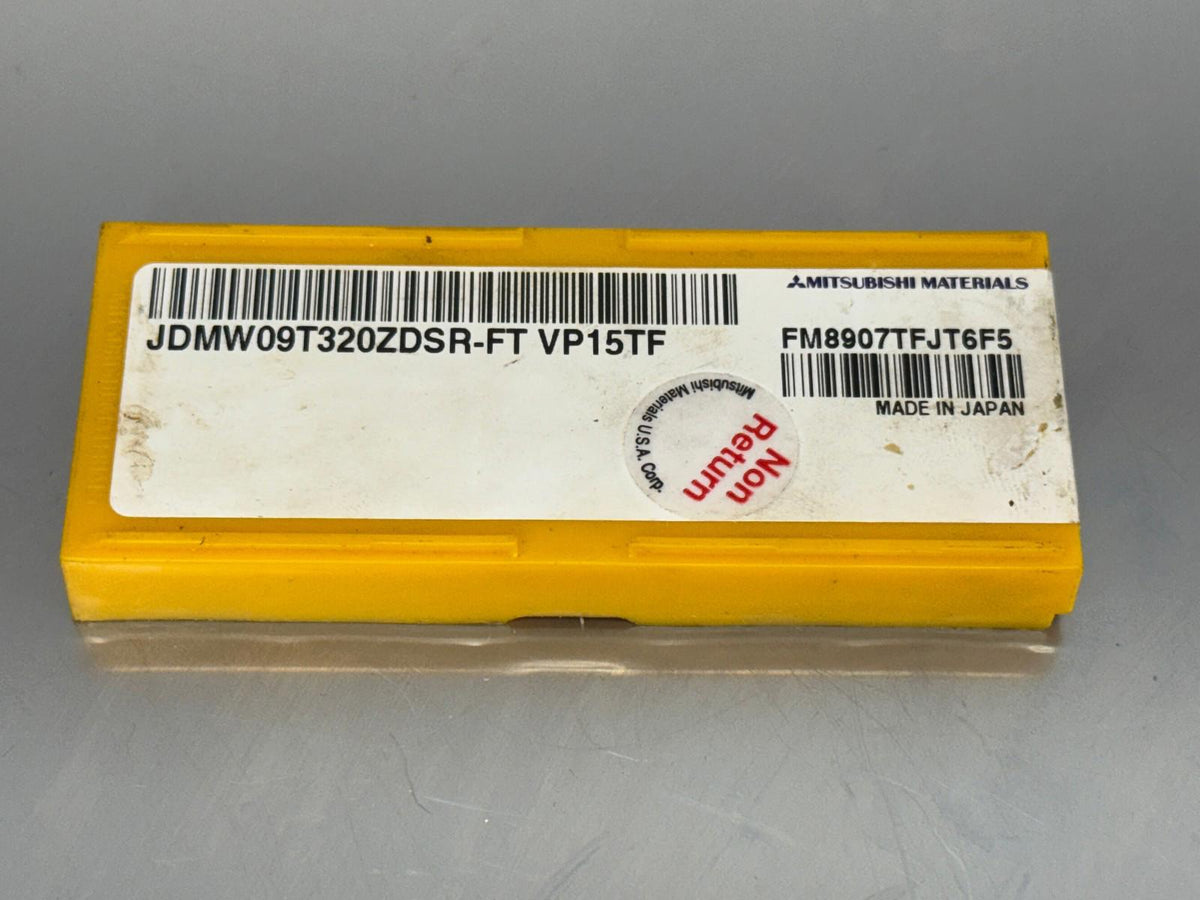 MITSUBISHI MATERIALS
JDMW09T320ZDSR-FT VP15TF
FM8907TFJT6F5
MADE IN JAPAN
Mitsubishi Materials U.S.A. Corp.
Non
Return